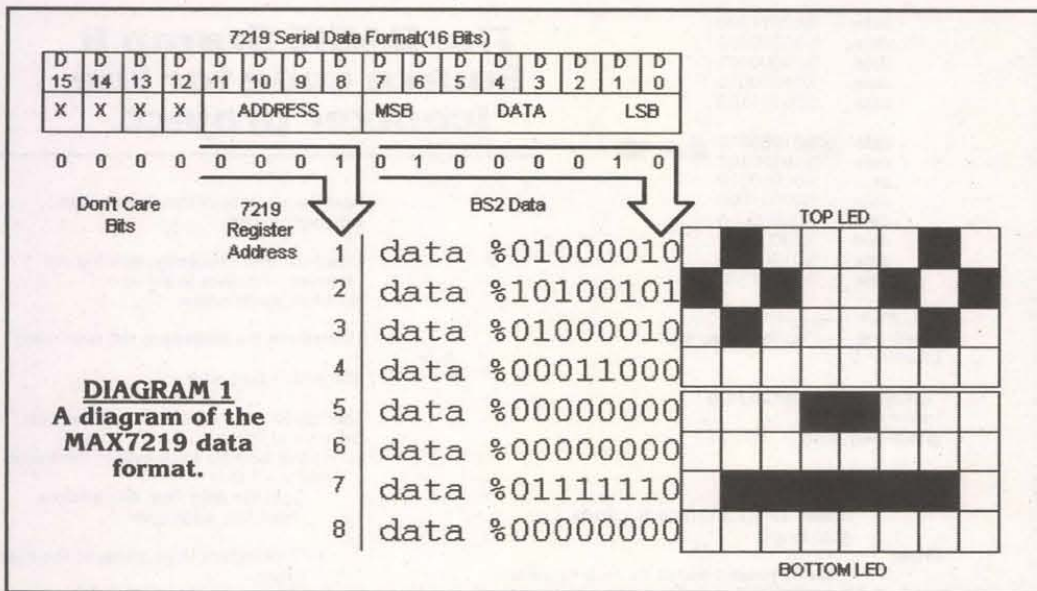 7219 Serial Data Format(16 Bits)
D D D D D D D D D D D D D D D D
15 14 13 12 11 10 9 8 7 6 5 4 3 2 1 0
X X X X ADDRESS MSB DATA LSB
0 0 0 0 0 0 0 1 0 1 0 0 0 0 1 0
Don't Care
Bits
7219
Register
Address
BS2 Data
TOP LED
1 data %01000010
2 data %10100101
3 data %01000010
4 data %00011000
5 data %00000000
6 data %00000000
7 data %01111110
8 data %00000000
DIAGRAM 1
A diagram of the
MAX7219 data
format.
BOTTOM LED